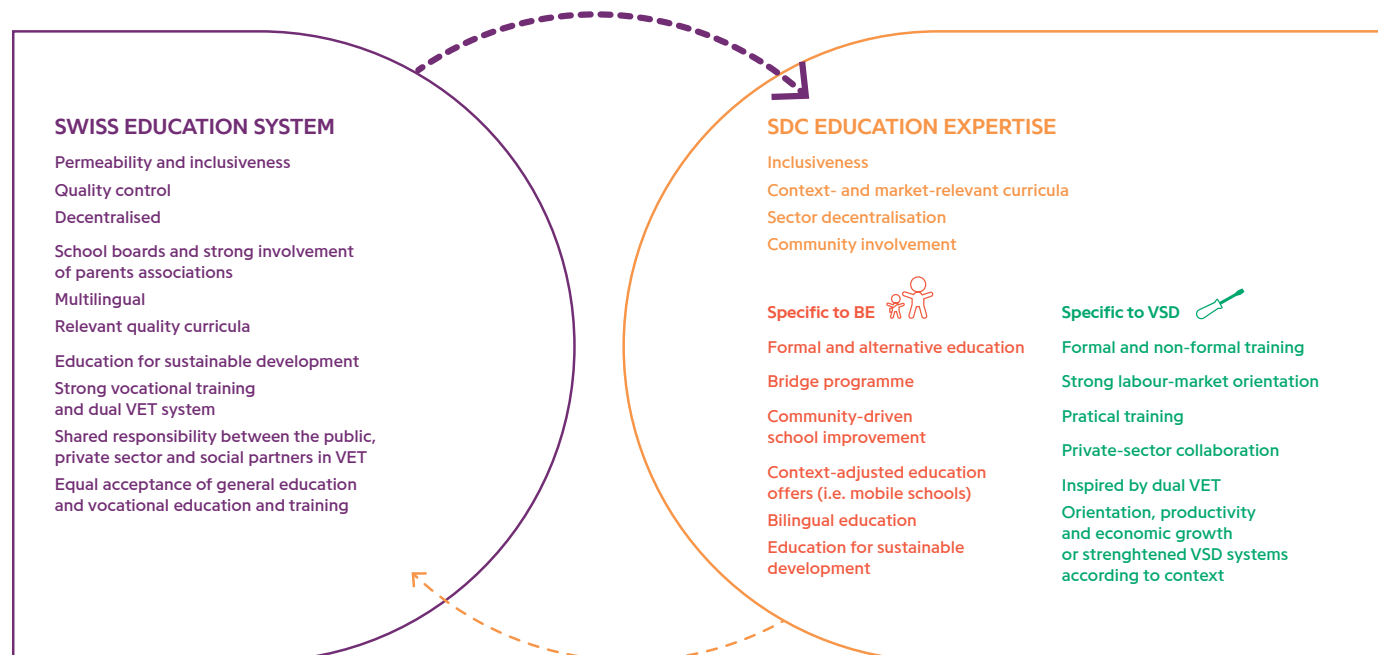 SWISS EDUCATION SYSTEM
Permeability and inclusiveness
Quality control
Decentralised
School boards and strong involvement
of parents associations
Multilingual
Relevant quality curricula
Education for sustainable development
Strong vocational training
and dual VET system
Shared responsibility between the public,
private sector and social partners in VET
Equal acceptance of general education
and vocational education and training
SDC EDUCATION EXPERTISE
Inclusiveness
Context- and market-relevant curricula
Sector decentralisation
Community involvement
Specific to BE
Formal and alternative education
Bridge programme
Community-driven
school improvement
Context-adjusted education
offers (i.e. mobile schools)
Bilingual education
Education for sustainable
development
Specific to VSD
Formal and non-formal training
Strong labour-market orientation
Pratical training
Private-sector collaboration
Inspired by dual VET
Orientation, productivity
and economic growth
or strenghtened VSD systems
according to context